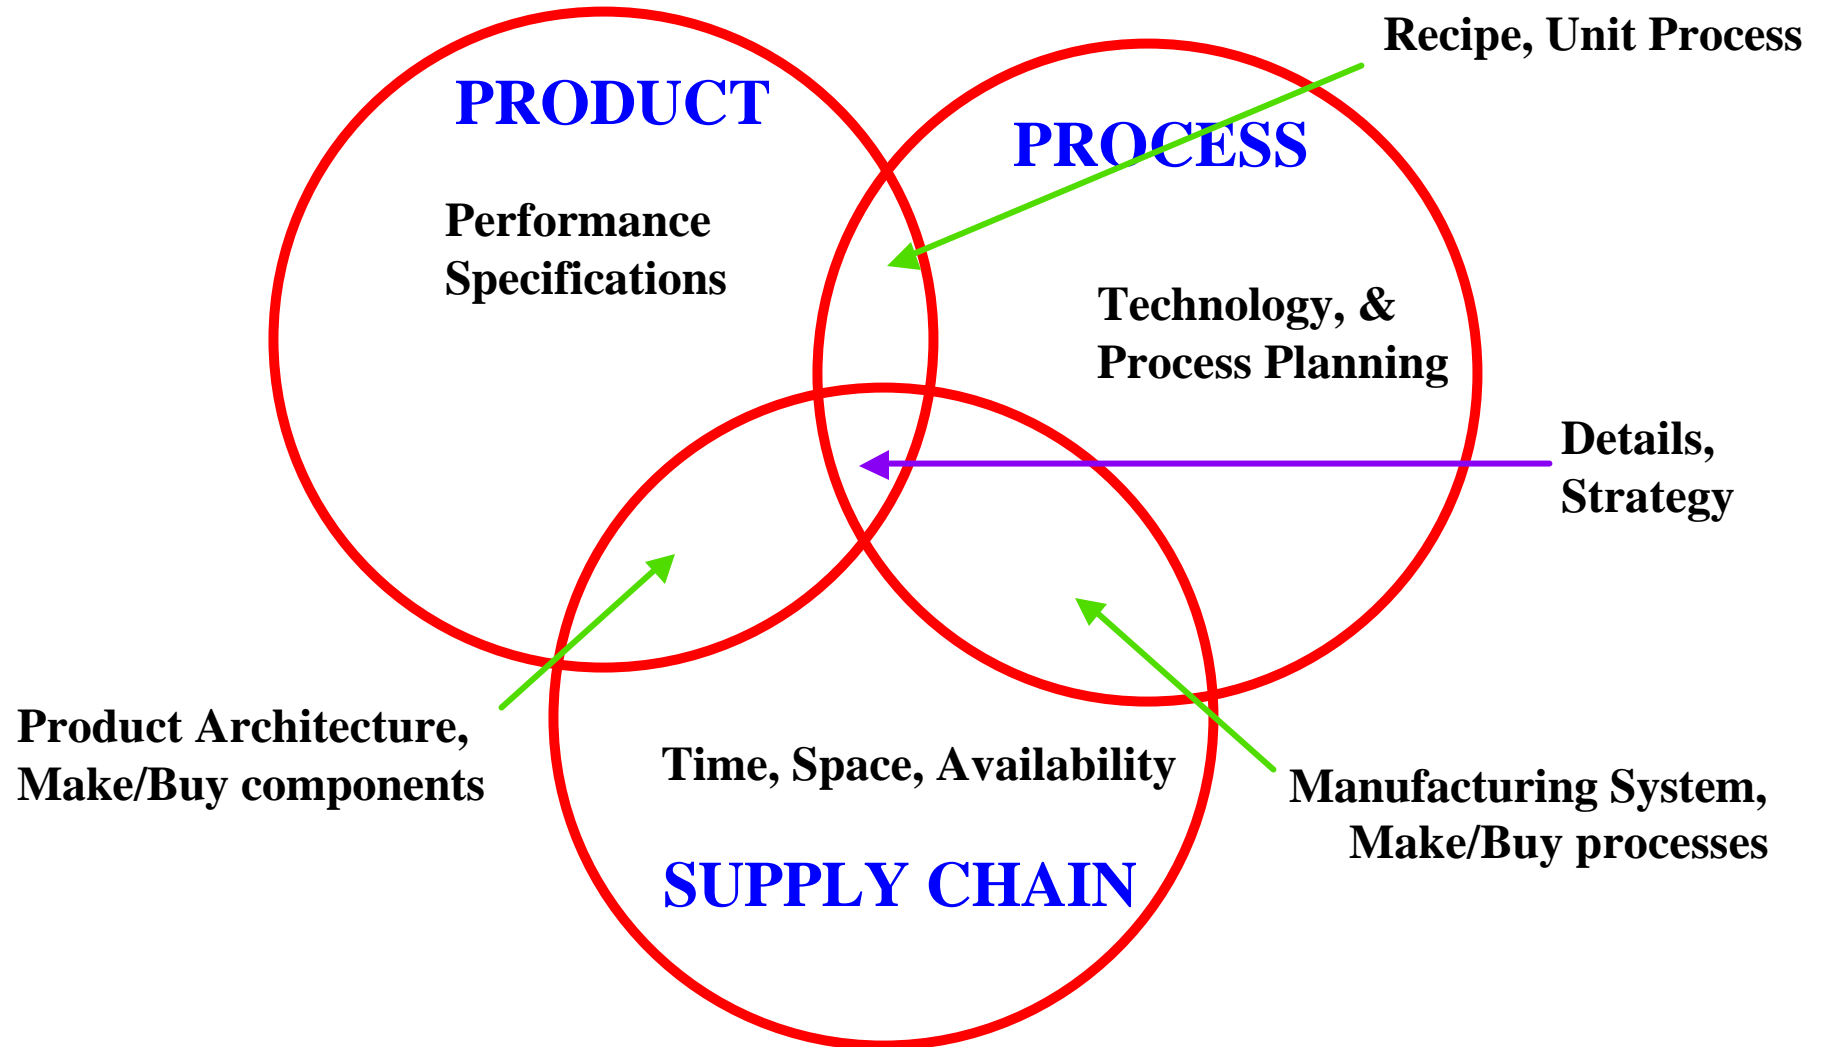 Recipe, Unit Process
PRODUCT
PROCESS
Performance
Specifications
Technology, &
Process Planning
Details,
Strategy
Product Architecture,
Make/Buy components
Time, Space, Availability
Manufacturing System,
Make/Buy processes
SUPPLY CHAIN